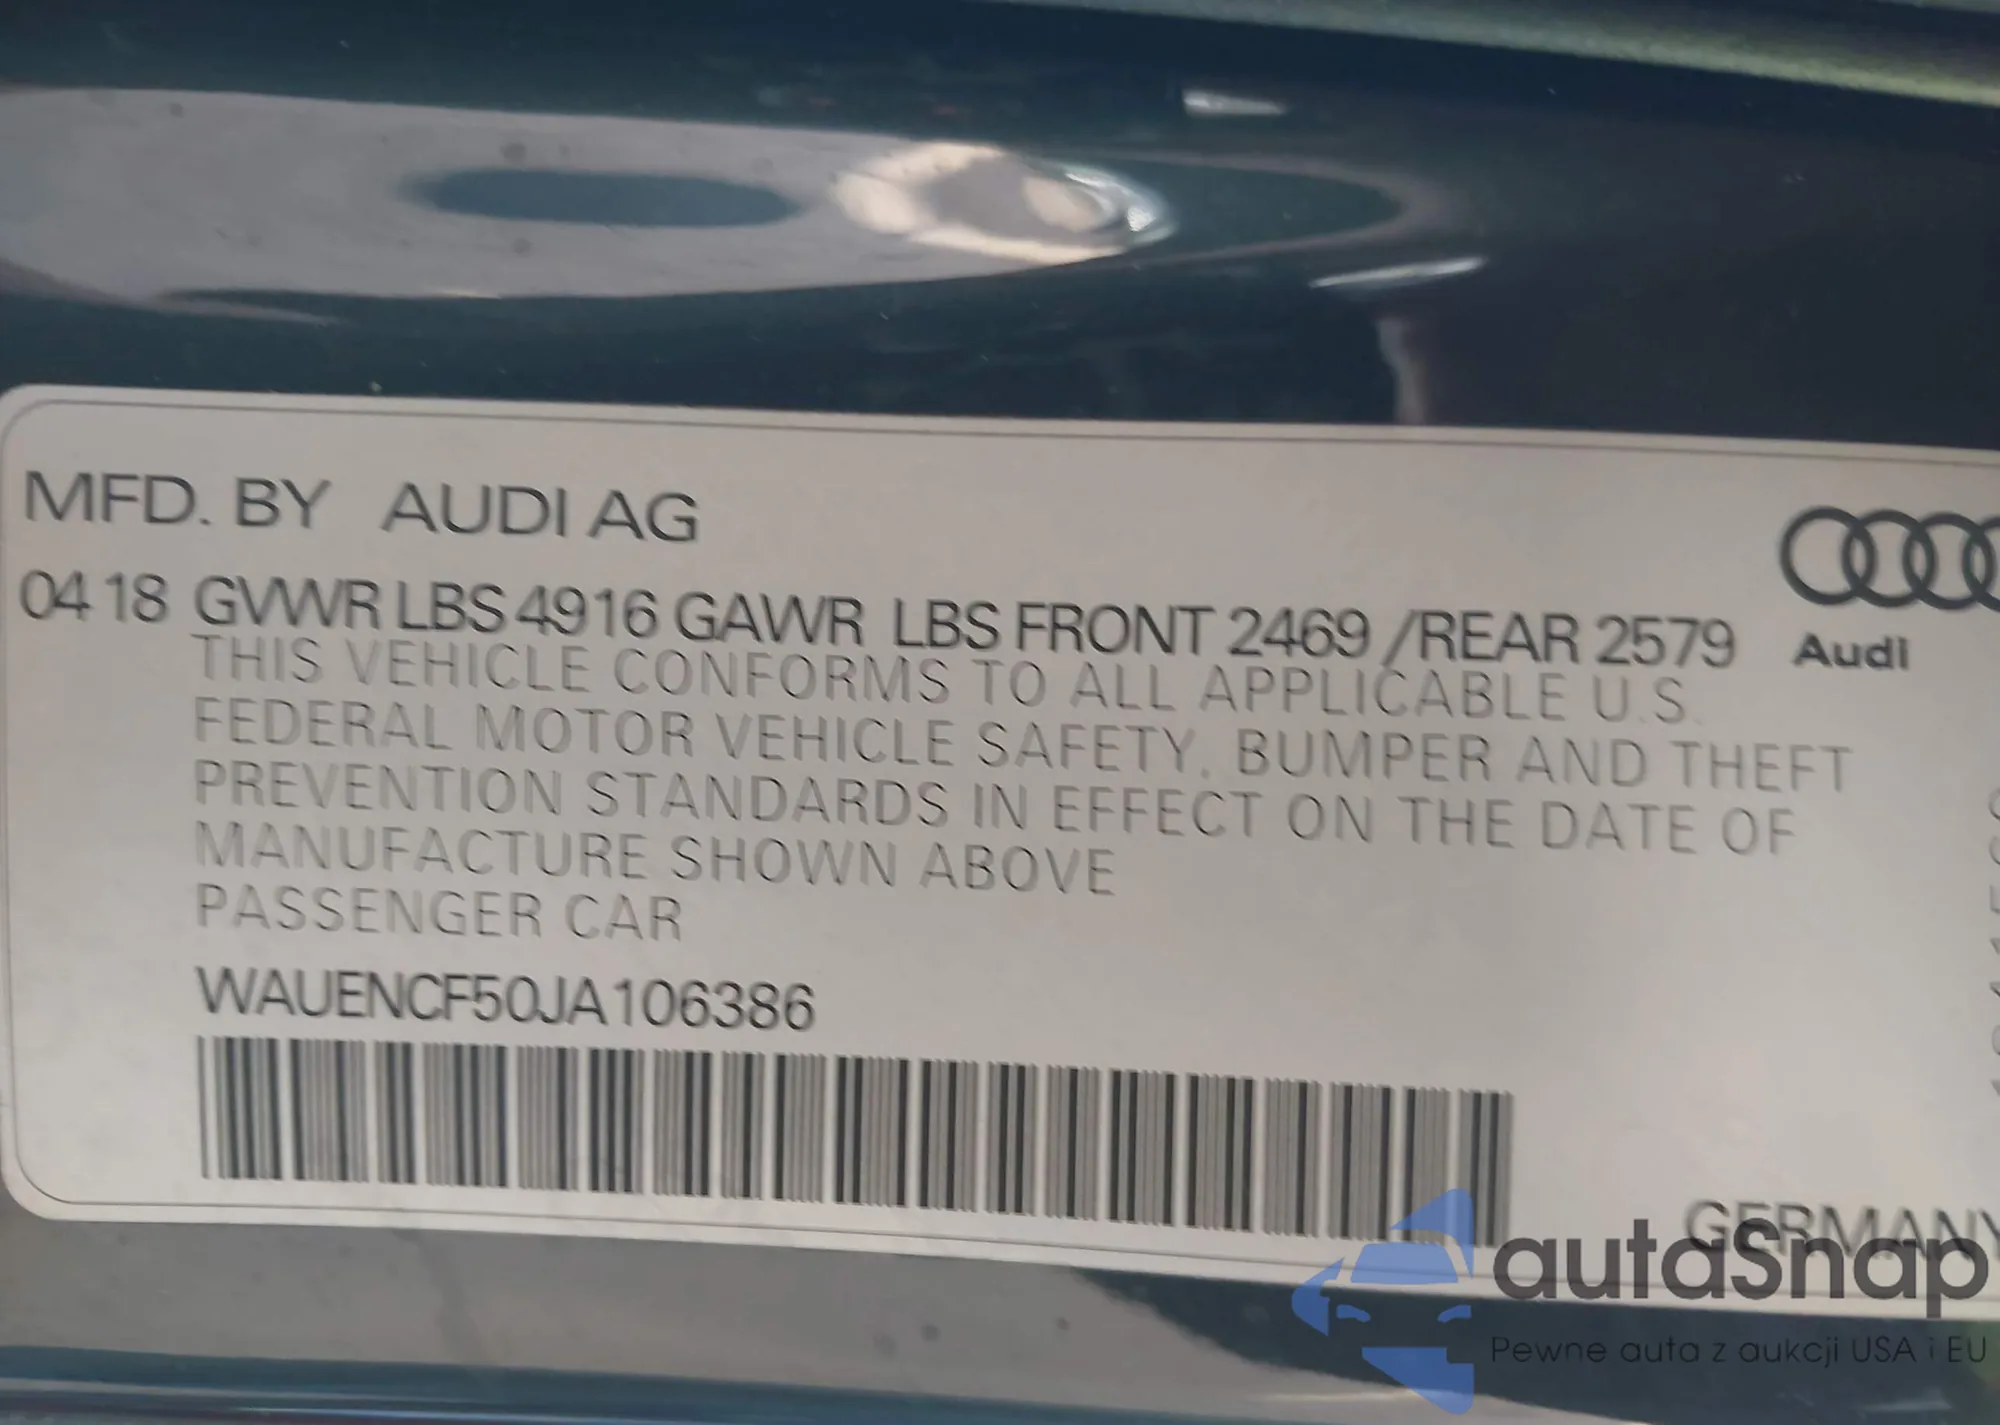 MFD. BY AUDI AG
04 18 GVWR LBS 4916 GAWR LBS FRONT 2469 /REAR 2579
Audi
THIS VEHICLE CONFORMS TO ALL APPLICABLE U.S.
FEDERAL MOTOR VEHICLE SAFETY, BUMPER AND THEFT
PREVENTION STANDARDS IN EFFECT ON THE DATE OF
MANUFACTURE SHOWN ABOVE
PASSENGER CAR
WAUENCF50JA106386
GERMANY
autaSnap
Pewne auta z aukcji USA i EU